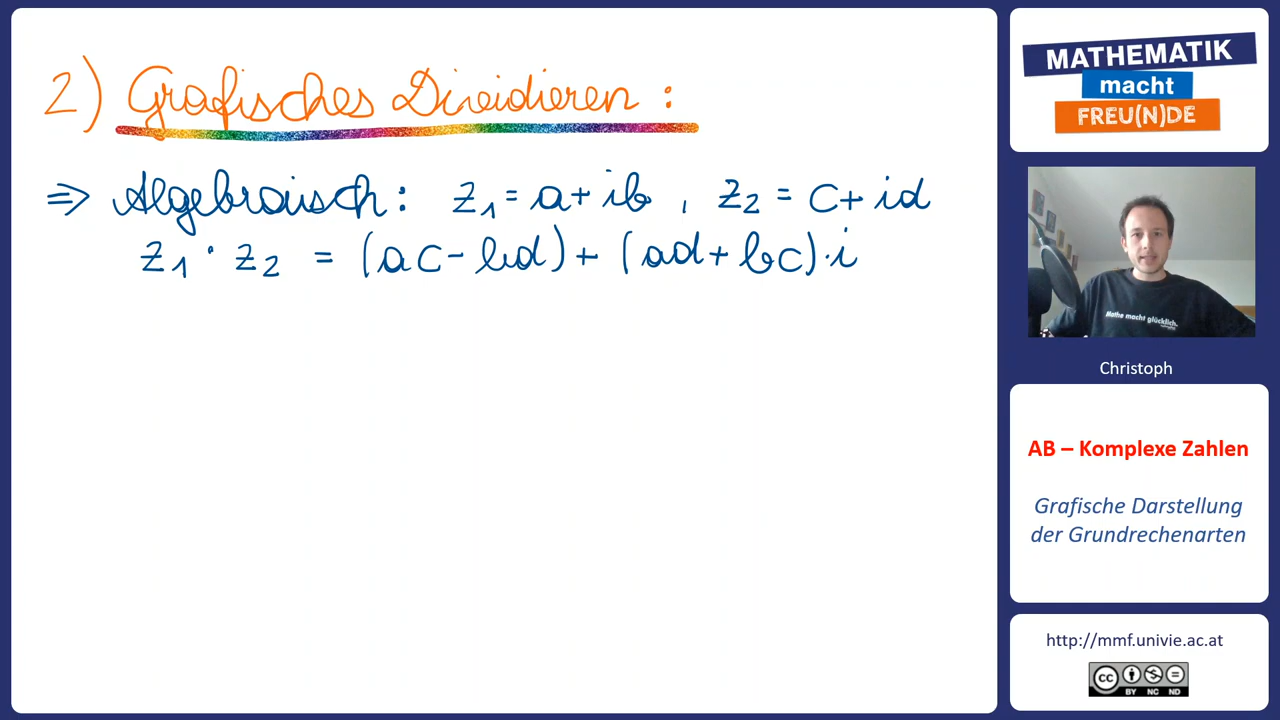 2) Grafisches Dividieren :
⇒ Algebraisch : z₁ = a + ib , z₂ = c + id
z₁ · z₂ = (ac - bd) + (ad + bc) · i
MATHEMATIK
macht
FREU(N)DE
Mathe macht glücklich.
Christoph
AB – Komplexe Zahlen
Grafische Darstellung
der Grundrechenarten
http://mmf.univie.ac.at
cc
BY NC ND